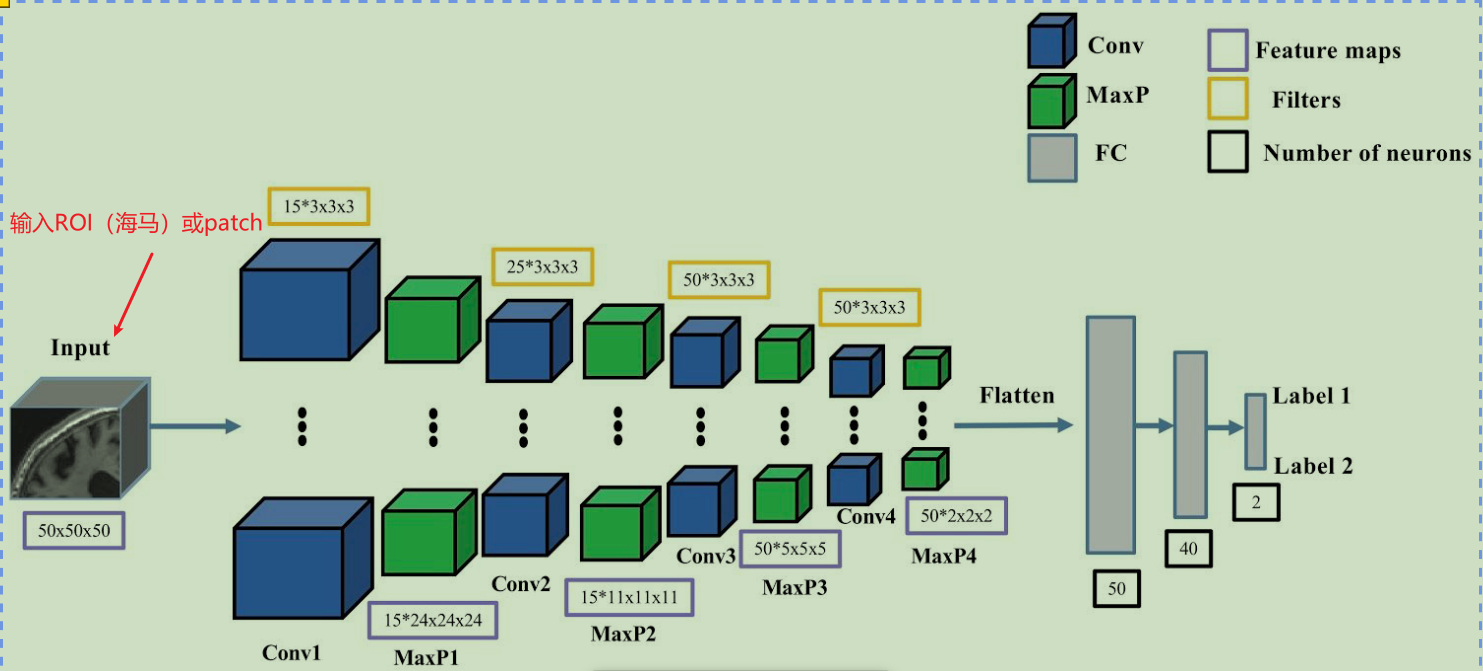 Conv
Feature maps
MaxP
Filters
FC
Number of neurons
15*3x3x3
输入ROI（海马）或patch
25*3x3x3
50*3x3x3
50*3x3x3
Input
Flatten
Label 1
Label 2
50x50x50
2
Conv4
50*2x2x2
Conv3
50*5x5x5
40
MaxP4
Conv2
MaxP3
50
15*11x11x11
15*24x24x24
MaxP2
Conv1
MaxP1